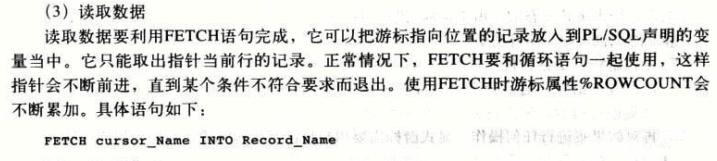 (3) 读取数据
读取数据要利用FETCH语句完成，它可以把游标指向位置的记录放入到PL/SQL声明的变
量当中。它只能取出指针当前行的记录。正常情况下，FETCH要和循环语句一起使用，这样
指针会不断前进，直到某个条件不符合要求而退出。使用FETCH时游标属性%ROWCOUNT会
不断累加。具体语句如下：
FETCH cursor_Name INTO Record_Name